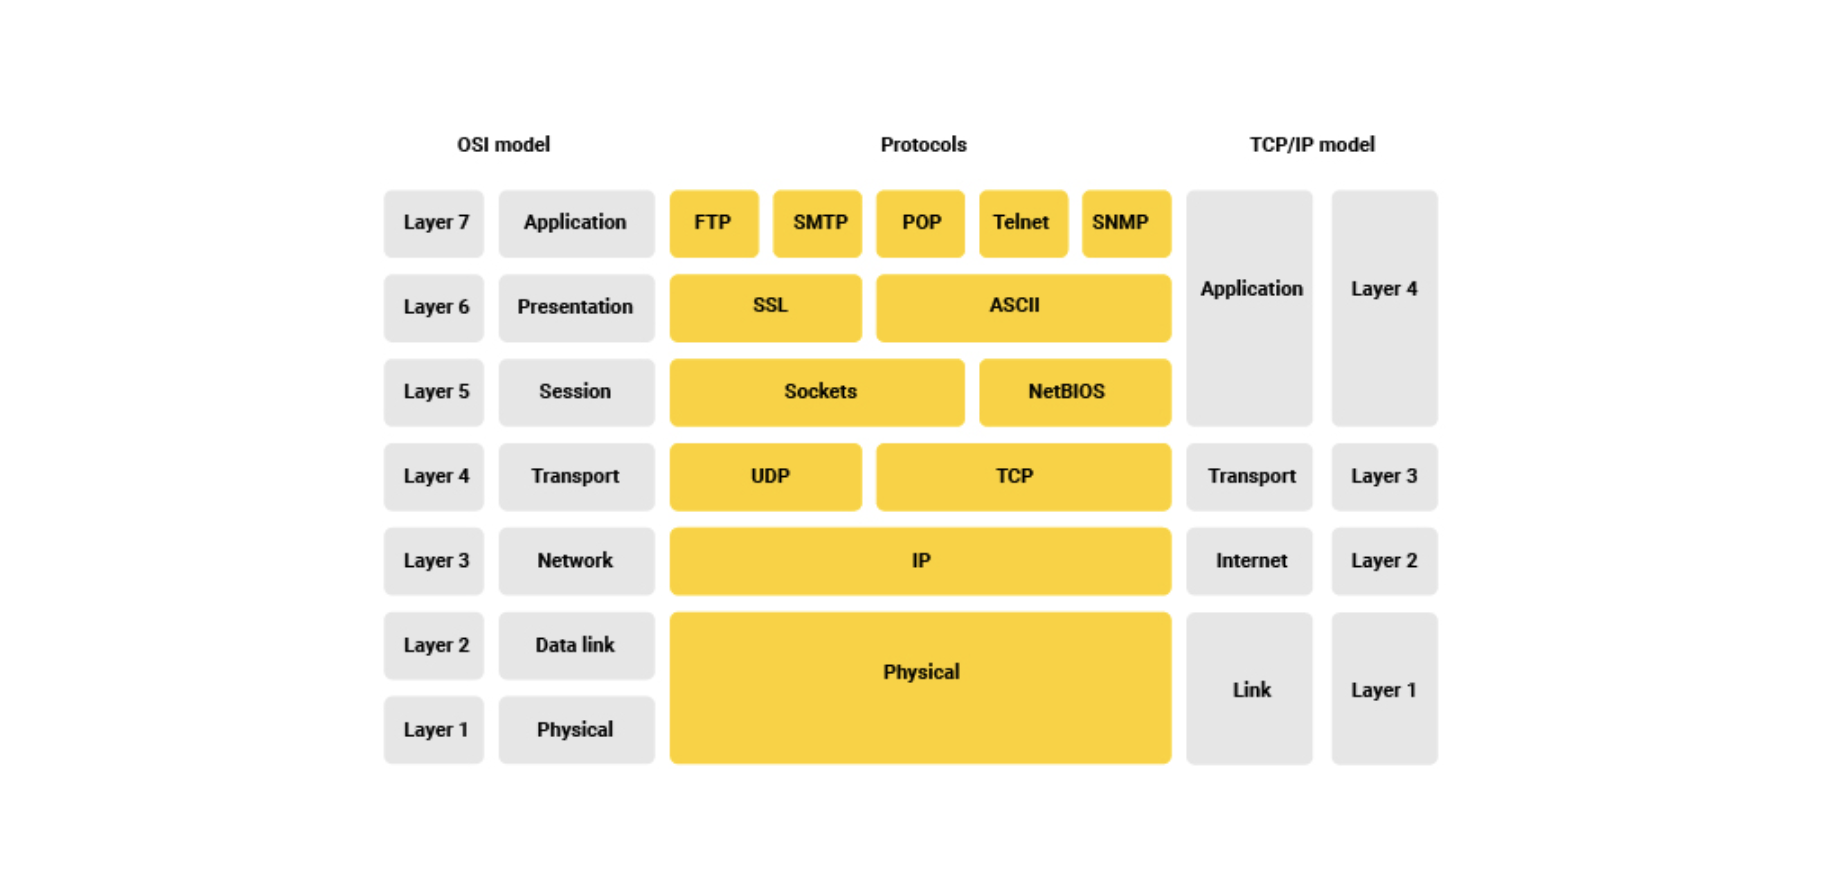 OSI model
Protocols
TCP/IP model
Layer 7
Application
FTP
SMTP
POP
Telnet
SNMP
Application
Layer 4
Layer 6
Presentation
SSL
ASCII
Layer 5
Session
Sockets
NetBIOS
Layer 4
Transport
UDP
TCP
Transport
Layer 3
Layer 3
Network
IP
Internet
Layer 2
Layer 2
Data link
Physical
Link
Layer 1
Layer 1
Physical